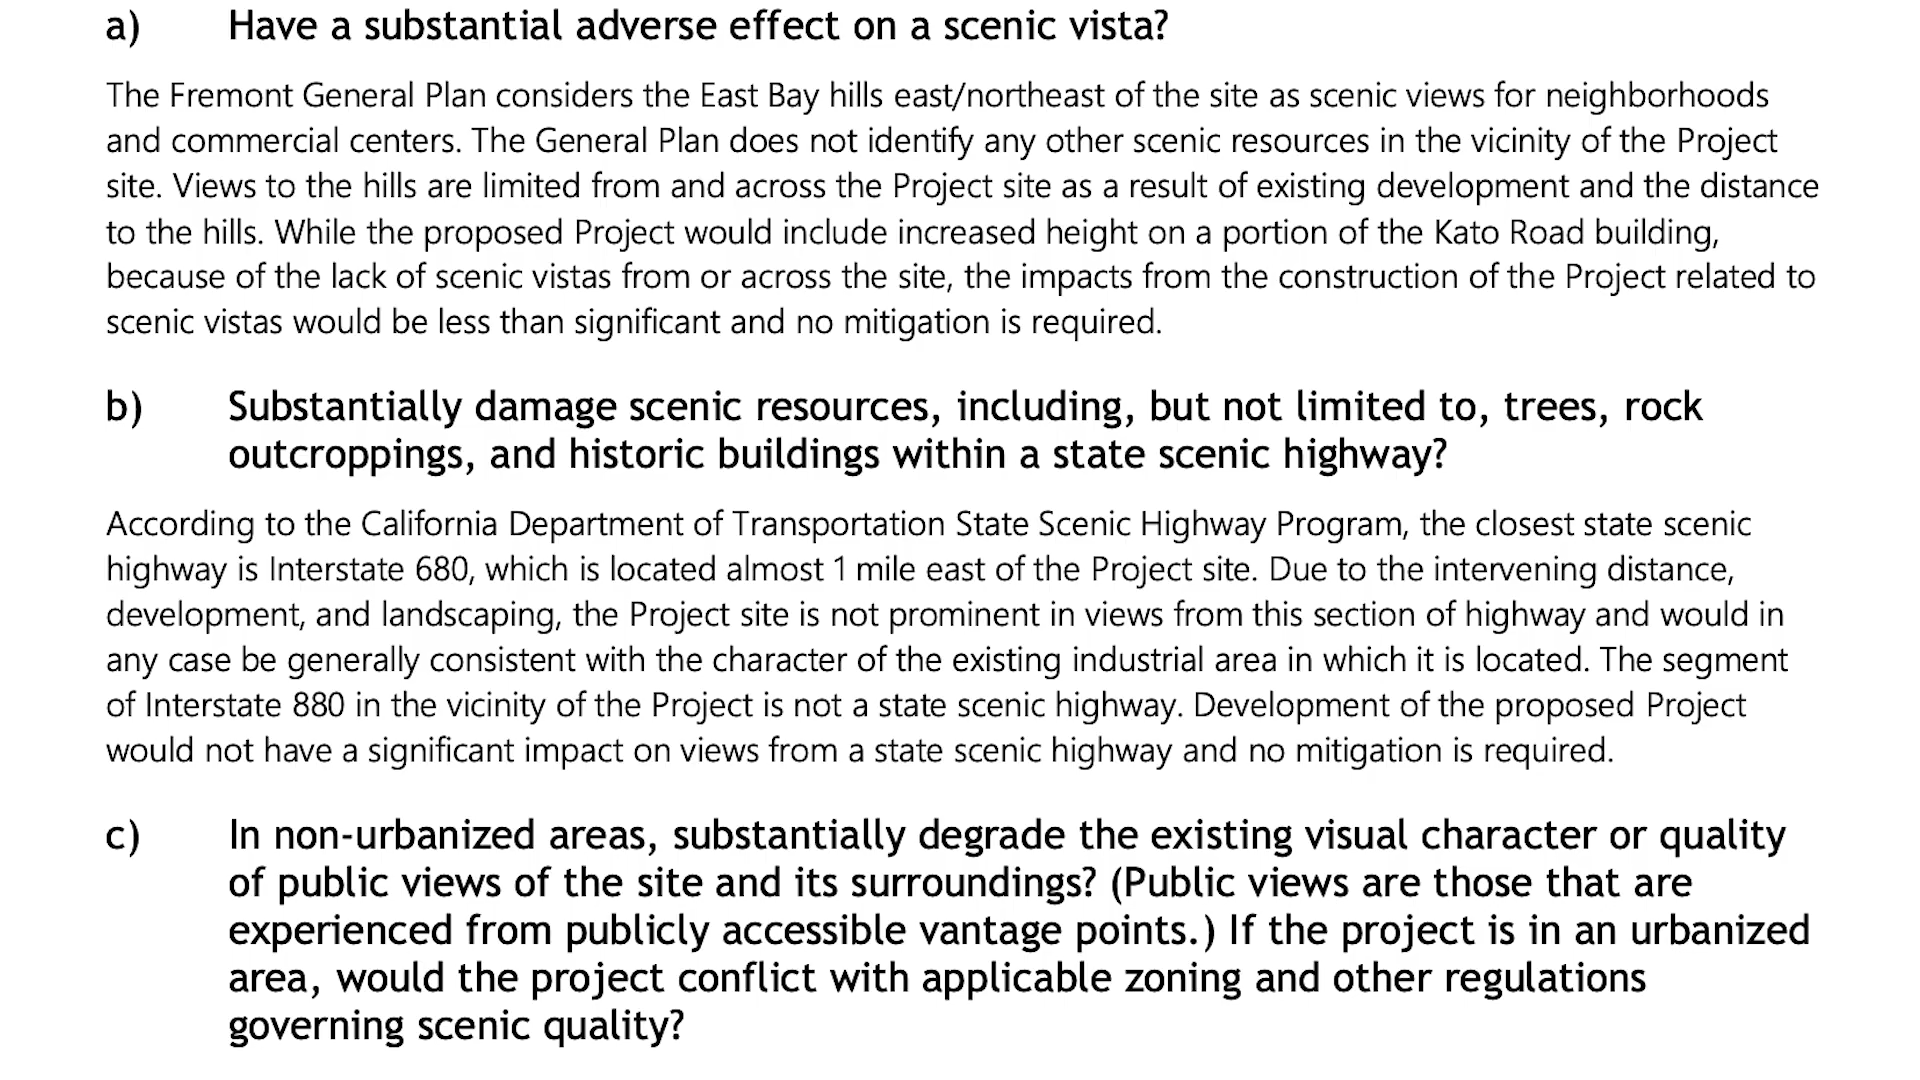 a) Have a substantial adverse effect on a scenic vista?
The Fremont General Plan considers the East Bay hills east/northeast of the site as scenic views for neighborhoods
and commercial centers. The General Plan does not identify any other scenic resources in the vicinity of the Project
site. Views to the hills are limited from and across the Project site as a result of existing development and the distance
to the hills. While the proposed Project would include increased height on a portion of the Kato Road building,
because of the lack of scenic vistas from or across the site, the impacts from the construction of the Project related to
scenic vistas would be less than significant and no mitigation is required.
b) Substantially damage scenic resources, including, but not limited to, trees, rock
outcroppings, and historic buildings within a state scenic highway?
According to the California Department of Transportation State Scenic Highway Program, the closest state scenic
highway is Interstate 680, which is located almost 1 mile east of the Project site. Due to the intervening distance,
development, and landscaping, the Project site is not prominent in views from this section of highway and would in
any case be generally consistent with the character of the existing industrial area in which it is located. The segment
of Interstate 880 in the vicinity of the Project is not a state scenic highway. Development of the proposed Project
would not have a significant impact on views from a state scenic highway and no mitigation is required.
c) In non-urbanized areas, substantially degrade the existing visual character or quality
of public views of the site and its surroundings? (Public views are those that are
experienced from publicly accessible vantage points.) If the project is in an urbanized
area, would the project conflict with applicable zoning and other regulations
governing scenic quality?